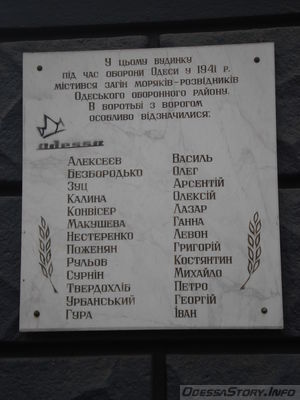 У цьому будинку
під час оборони Одеси у 1941 р.
містився загін моряків-розвідників
Одеського оборонного району.
В боротьбі з ворогом
особливо відзначилися:
Odessa
Алексеєв Василь
Безбородько Олег
Зуц Арсентій
Калина Олексій
Конвісер Лазар
Макушева Ганна
Нестеренко Левон
Поженян Григорій
Рульов Костянтин
Сурнін Михайло
Твердохліб Петро
Урбанський Георгій
Гура Іван
OdessaStory.Info